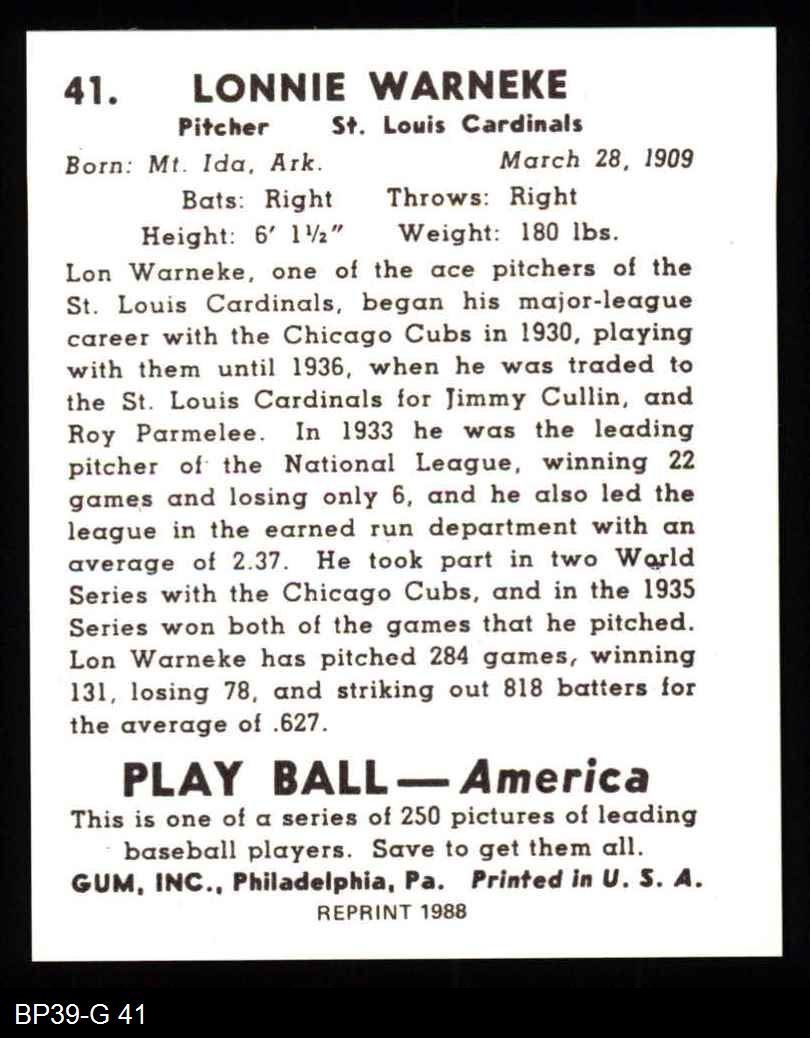 41. LONNIE WARNEKE
Pitcher St. Louis Cardinals
Born: Mt. Ida, Ark. March 28, 1909
Bats: Right Throws: Right
Height: 6′ 1½″ Weight: 180 lbs.
Lon Warneke, one of the ace pitchers of the
St. Louis Cardinals, began his major-league
career with the Chicago Cubs in 1930, playing
with them until 1936, when he was traded to
the St. Louis Cardinals for Jimmy Cullin, and
Roy Parmelee. In 1933 he was the leading
pitcher of the National League, winning 22
games and losing only 6, and he also led the
league in the earned run department with an
average of 2.37. He took part in two World
Series with the Chicago Cubs, and in the 1935
Series won both of the games that he pitched.
Lon Warneke has pitched 284 games, winning
131, losing 78, and striking out 818 batters for
the average of .627.
PLAY BALL—America
This is one of a series of 250 pictures of leading
baseball players. Save to get them all.
GUM, INC., Philadelphia, Pa. Printed in U. S. A.
REPRINT 1988
BP39-G 41